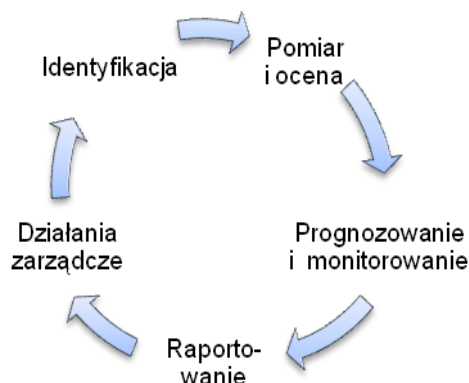 Identyfikacja
Pomiar
i ocena
Prognozowanie
i monitorowanie
Raporto-
wanie
Działania
zarządcze